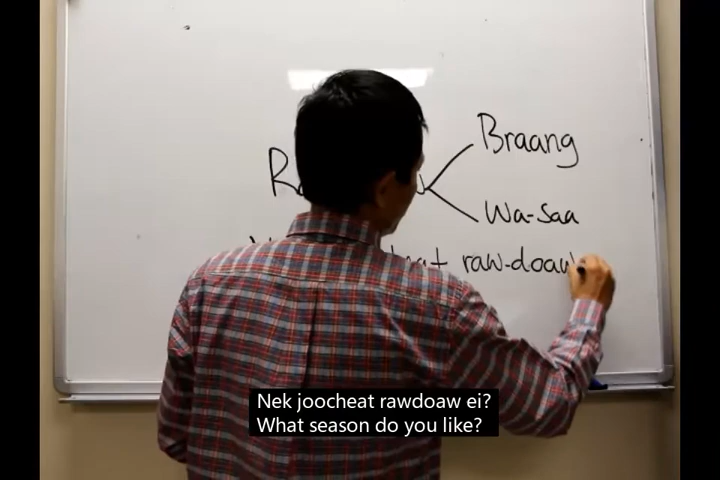 Braang
Wa-saa
raw-doaw
Nek joocheat rawdoaw ei?
What season do you like?